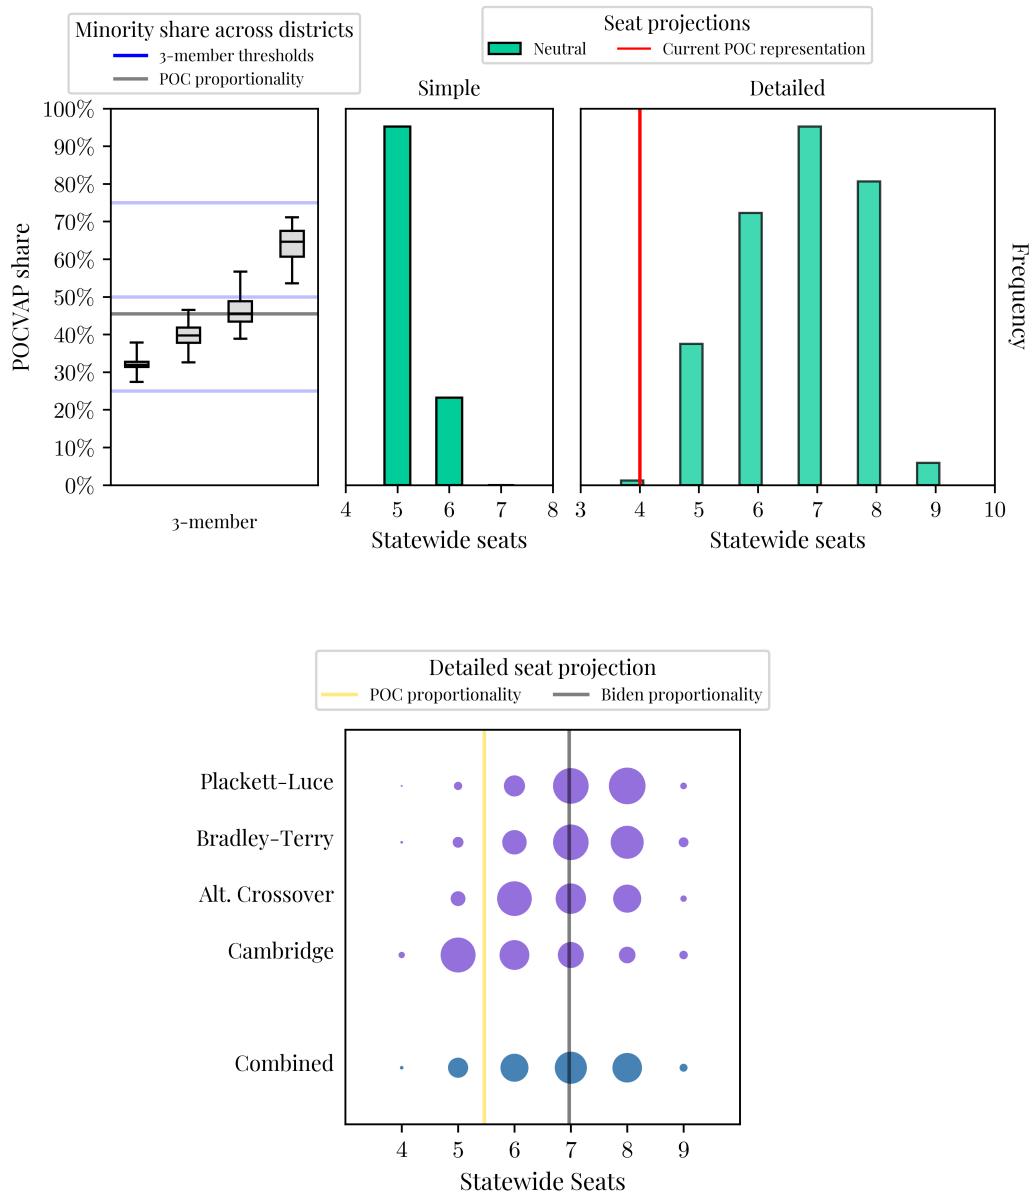 Minority share across districts
3-member thresholds
POC proportionality
Seat projections
Neutral
Current POC representation
Simple
Detailed
100%
90%
80%
70%
60%
50%
40%
30%
20%
10%
0%
POCVAP share
3-member
4 5 6 7 8
Statewide seats
3 4 5 6 7 8 9 10
Statewide seats
Frequency
Detailed seat projection
POC proportionality
Biden proportionality
Plackett-Luce
Bradley-Terry
Alt. Crossover
Cambridge
Combined
4 5 6 7 8 9
Statewide Seats